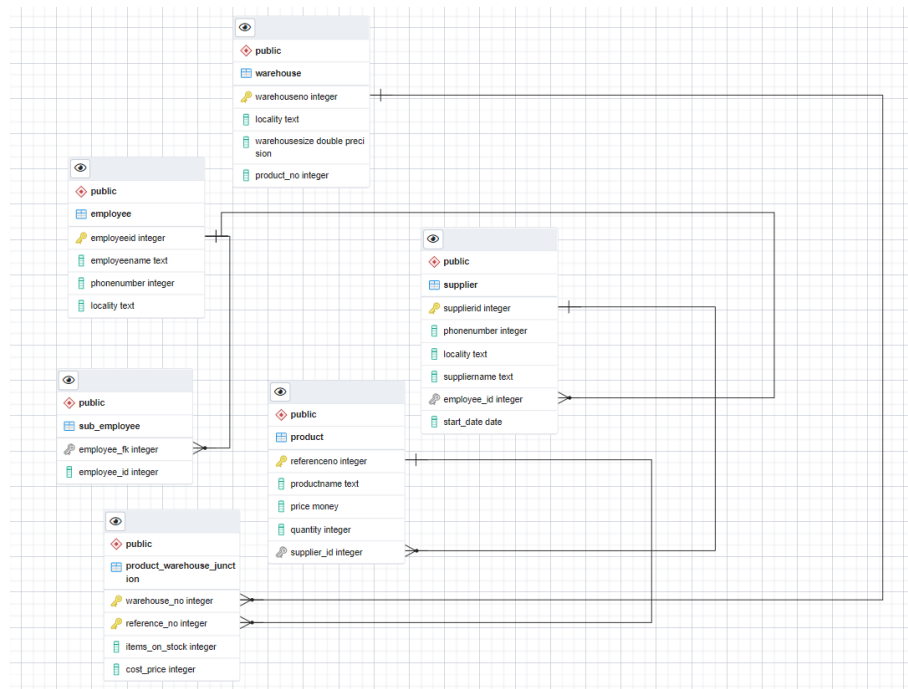 public
warehouse
warehouseno integer
locality text
warehousesize double preci
sion
product_no integer
public
employee
employeeid integer
employeename text
phonenumber integer
locality text
public
supplier
supplierid integer
phonenumber integer
locality text
suppliername text
employee_id integer
start_date date
public
sub_employee
employee_fk integer
employee_id integer
public
product
referenceno integer
productname text
price money
quantity integer
supplier_id integer
public
product_warehouse_junct
ion
warehouse_no integer
reference_no integer
items_on_stock integer
cost_price integer